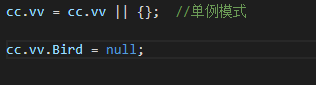 cc.vv = cc.vv || {};  //单例模式
cc.vv.Bird = null;